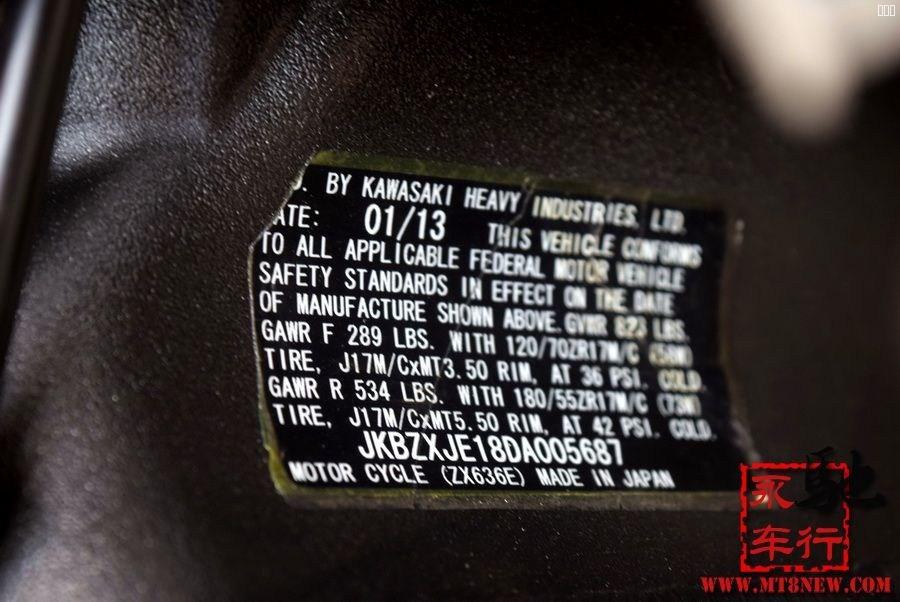 . BY KAWASAKI HEAVY INDUSTRIES, LTD.
ATE: 01/13 THIS VEHICLE CONFORMS
TO ALL APPLICABLE FEDERAL MOTOR VEHICLE
SAFETY STANDARDS IN EFFECT ON THE DATE
OF MANUFACTURE SHOWN ABOVE. GVWR 823 LBS.
GAWR F 289 LBS. WITH 120/70ZR17M/C (58W)
TIRE, J17M/CxMT3.50 RIM, AT 36 PSI. COLD.
GAWR R 534 LBS. WITH 180/55ZR17M/C (73W)
TIRE, J17M/CxMT5.50 RIM, AT 42 PSI. COLD.
JKBZXJE18DA005687
MOTOR CYCLE (ZX636E) MADE IN JAPAN
永驰
车行
WWW.MT8NEW.COM